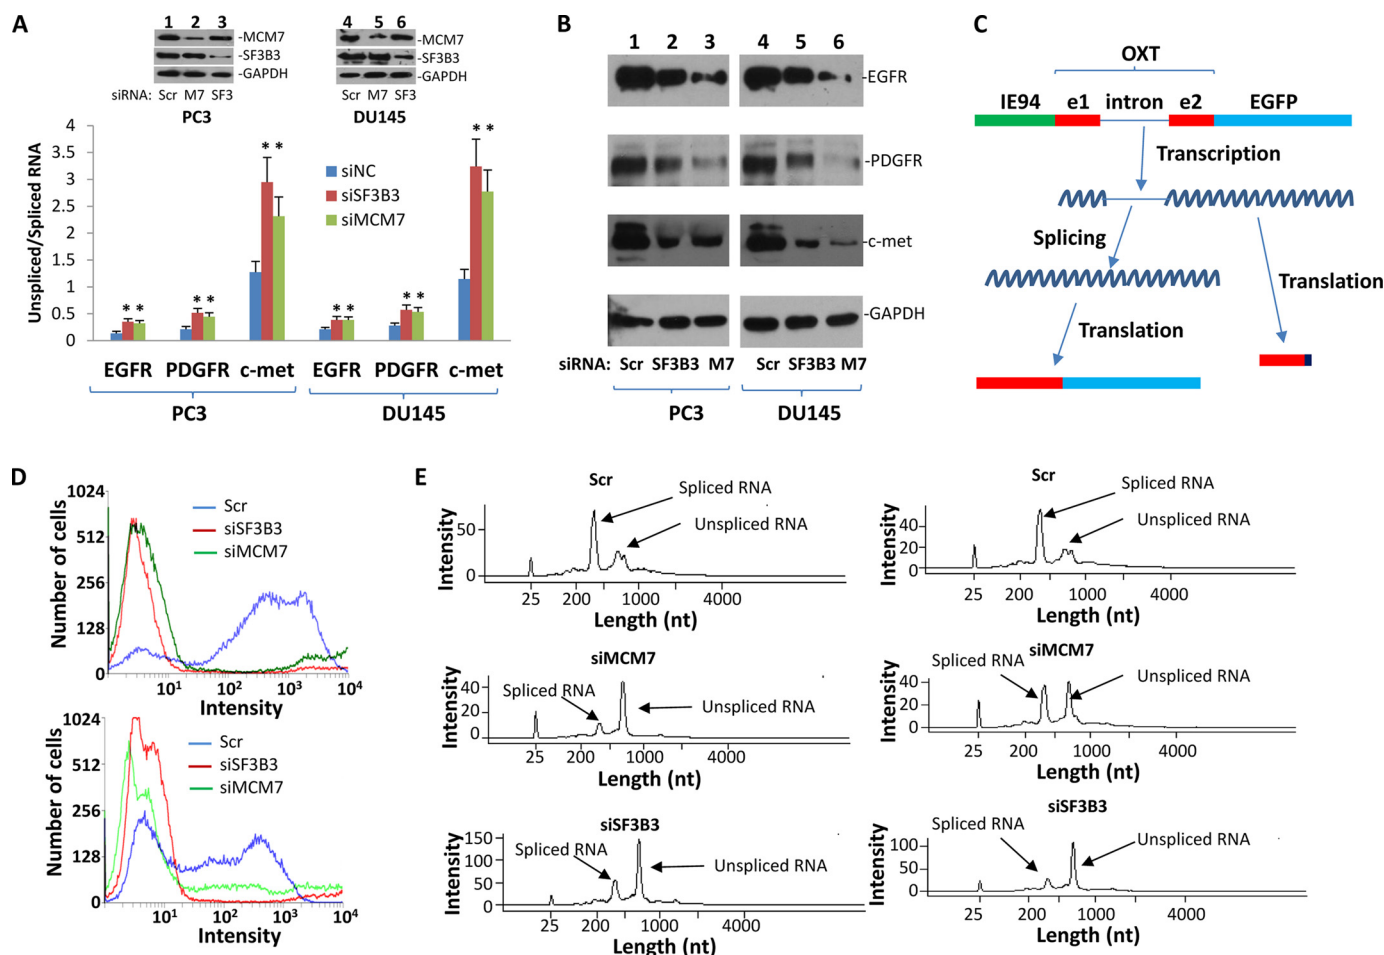 A
1 2 3
-MCM7
-SF3B3
-GAPDH
siRNA: Scr M7 SF3
PC3
4 5 6
-MCM7
-SF3B3
-GAPDH
Scr M7 SF3
DU145
Unspliced/Spliced RNA
4
3.5
3
2.5
2
1.5
1
0.5
0
siNC
siSF3B3
siMCM7
* *
* *
* *
* *
* *
* *
EGFR PDGFR c-met EGFR PDGFR c-met
PC3 DU145
B
1 2 3 4 5 6
-EGFR
-PDGFR
-c-met
-GAPDH
siRNA: Scr SF3B3 M7 Scr SF3B3 M7
PC3 DU145
C
OXT
IE94 e1 intron e2 EGFP
Transcription
Splicing
Translation
Translation
D
Number of cells
1024
512
256
128
0
Scr
siSF3B3
siMCM7
10¹ 10² 10³ 10⁴
Intensity
Number of cells
1024
512
256
128
0
Scr
siSF3B3
siMCM7
10¹ 10² 10³ 10⁴
Intensity
E
Scr
Spliced RNA
Unspliced RNA
Intensity
50
0
25 200 1000 4000
Length (nt)
Scr
Spliced RNA
Unspliced RNA
Intensity
40
20
0
25 200 1000 4000
Length (nt)
siMCM7
Spliced RNA
Unspliced RNA
Intensity
40
20
0
25 200 1000 4000
Length (nt)
siMCM7
Spliced RNA
Unspliced RNA
Intensity
40
20
0
25 200 1000 4000
Length (nt)
siSF3B3
Spliced RNA
Unspliced RNA
Intensity
150
100
50
0
25 200 1000 4000
Length (nt)
siSF3B3
Spliced RNA
Unspliced RNA
Intensity
100
50
0
25 200 1000 4000
Length (nt)